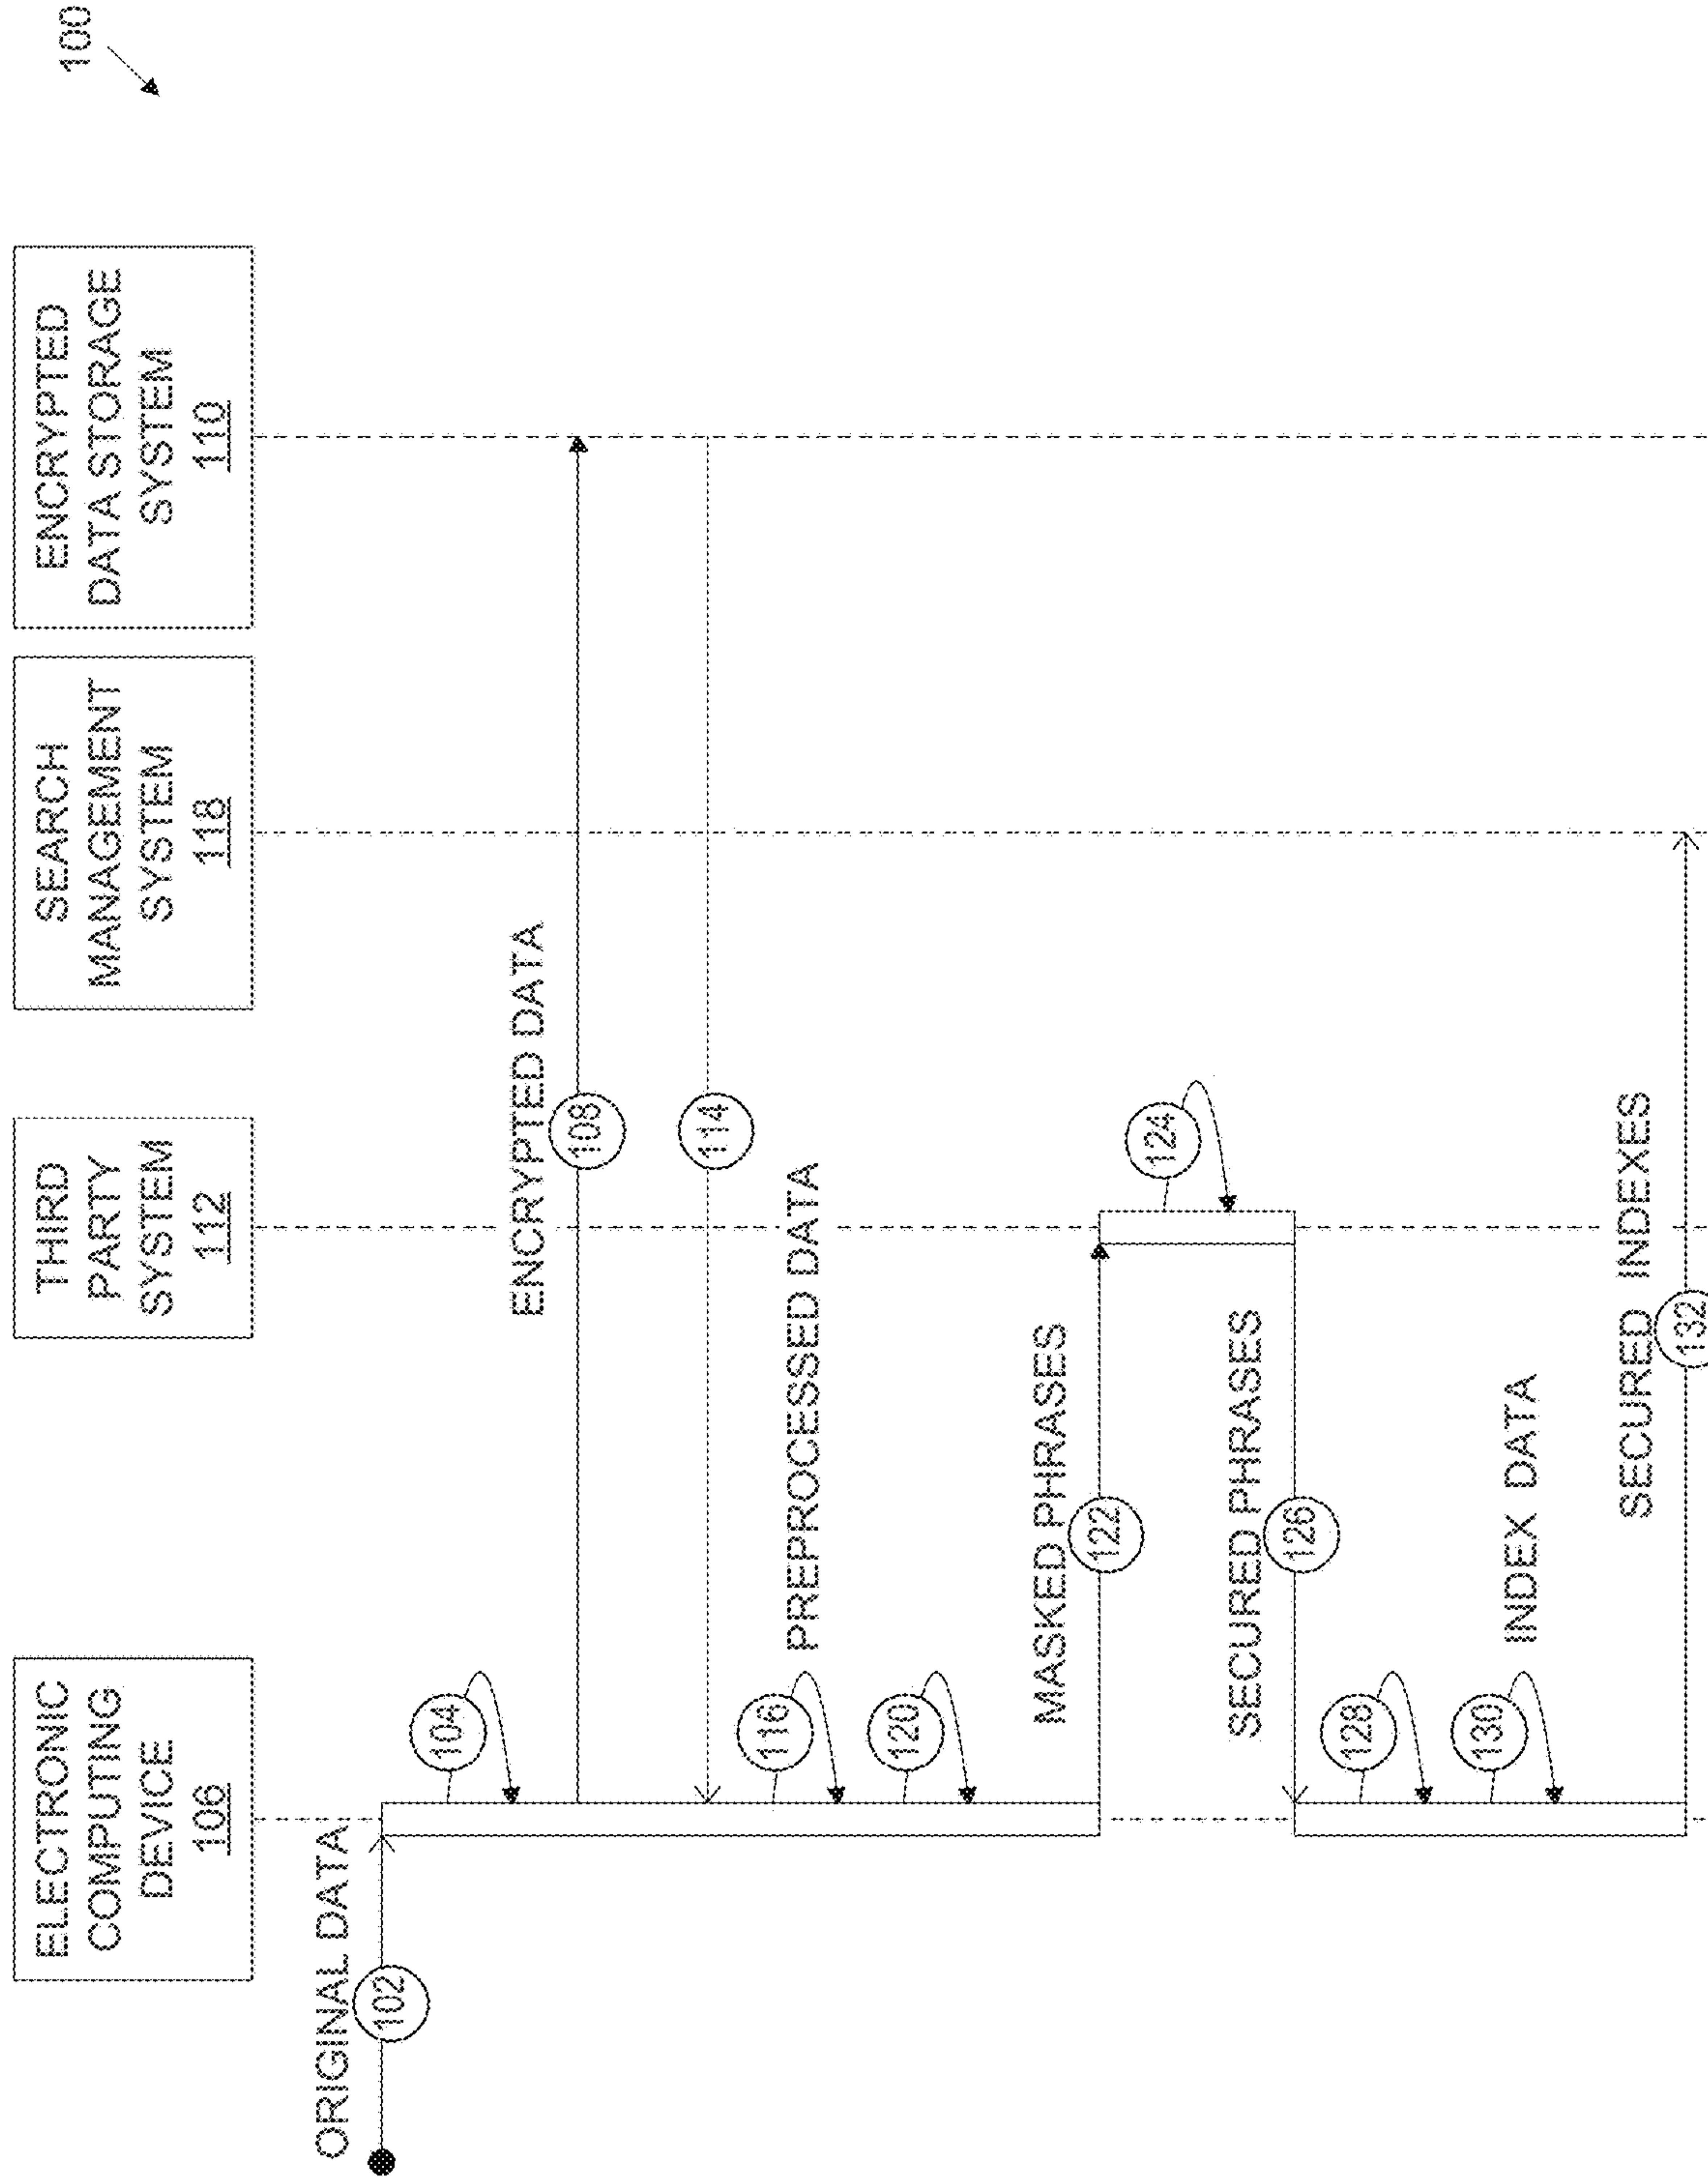 100
ELECTRONIC
COMPUTING
DEVICE
106
THIRD
PARTY
SYSTEM
112
SEARCH
MANAGEMENT
SYSTEM
118
ENCRYPTED
DATA STORAGE
SYSTEM
110
ORIGINAL DATA
102
104
ENCRYPTED DATA
108
114
PREPROCESSED DATA
116
120
MASKED PHRASES
122
124
SECURED PHRASES
126
128
INDEX DATA
130
SECURED INDEXES
132